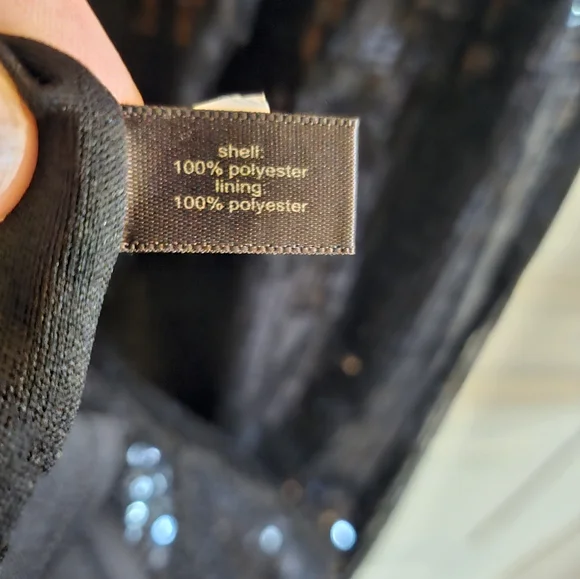 shell:
100% polyester
lining:
100% polyester